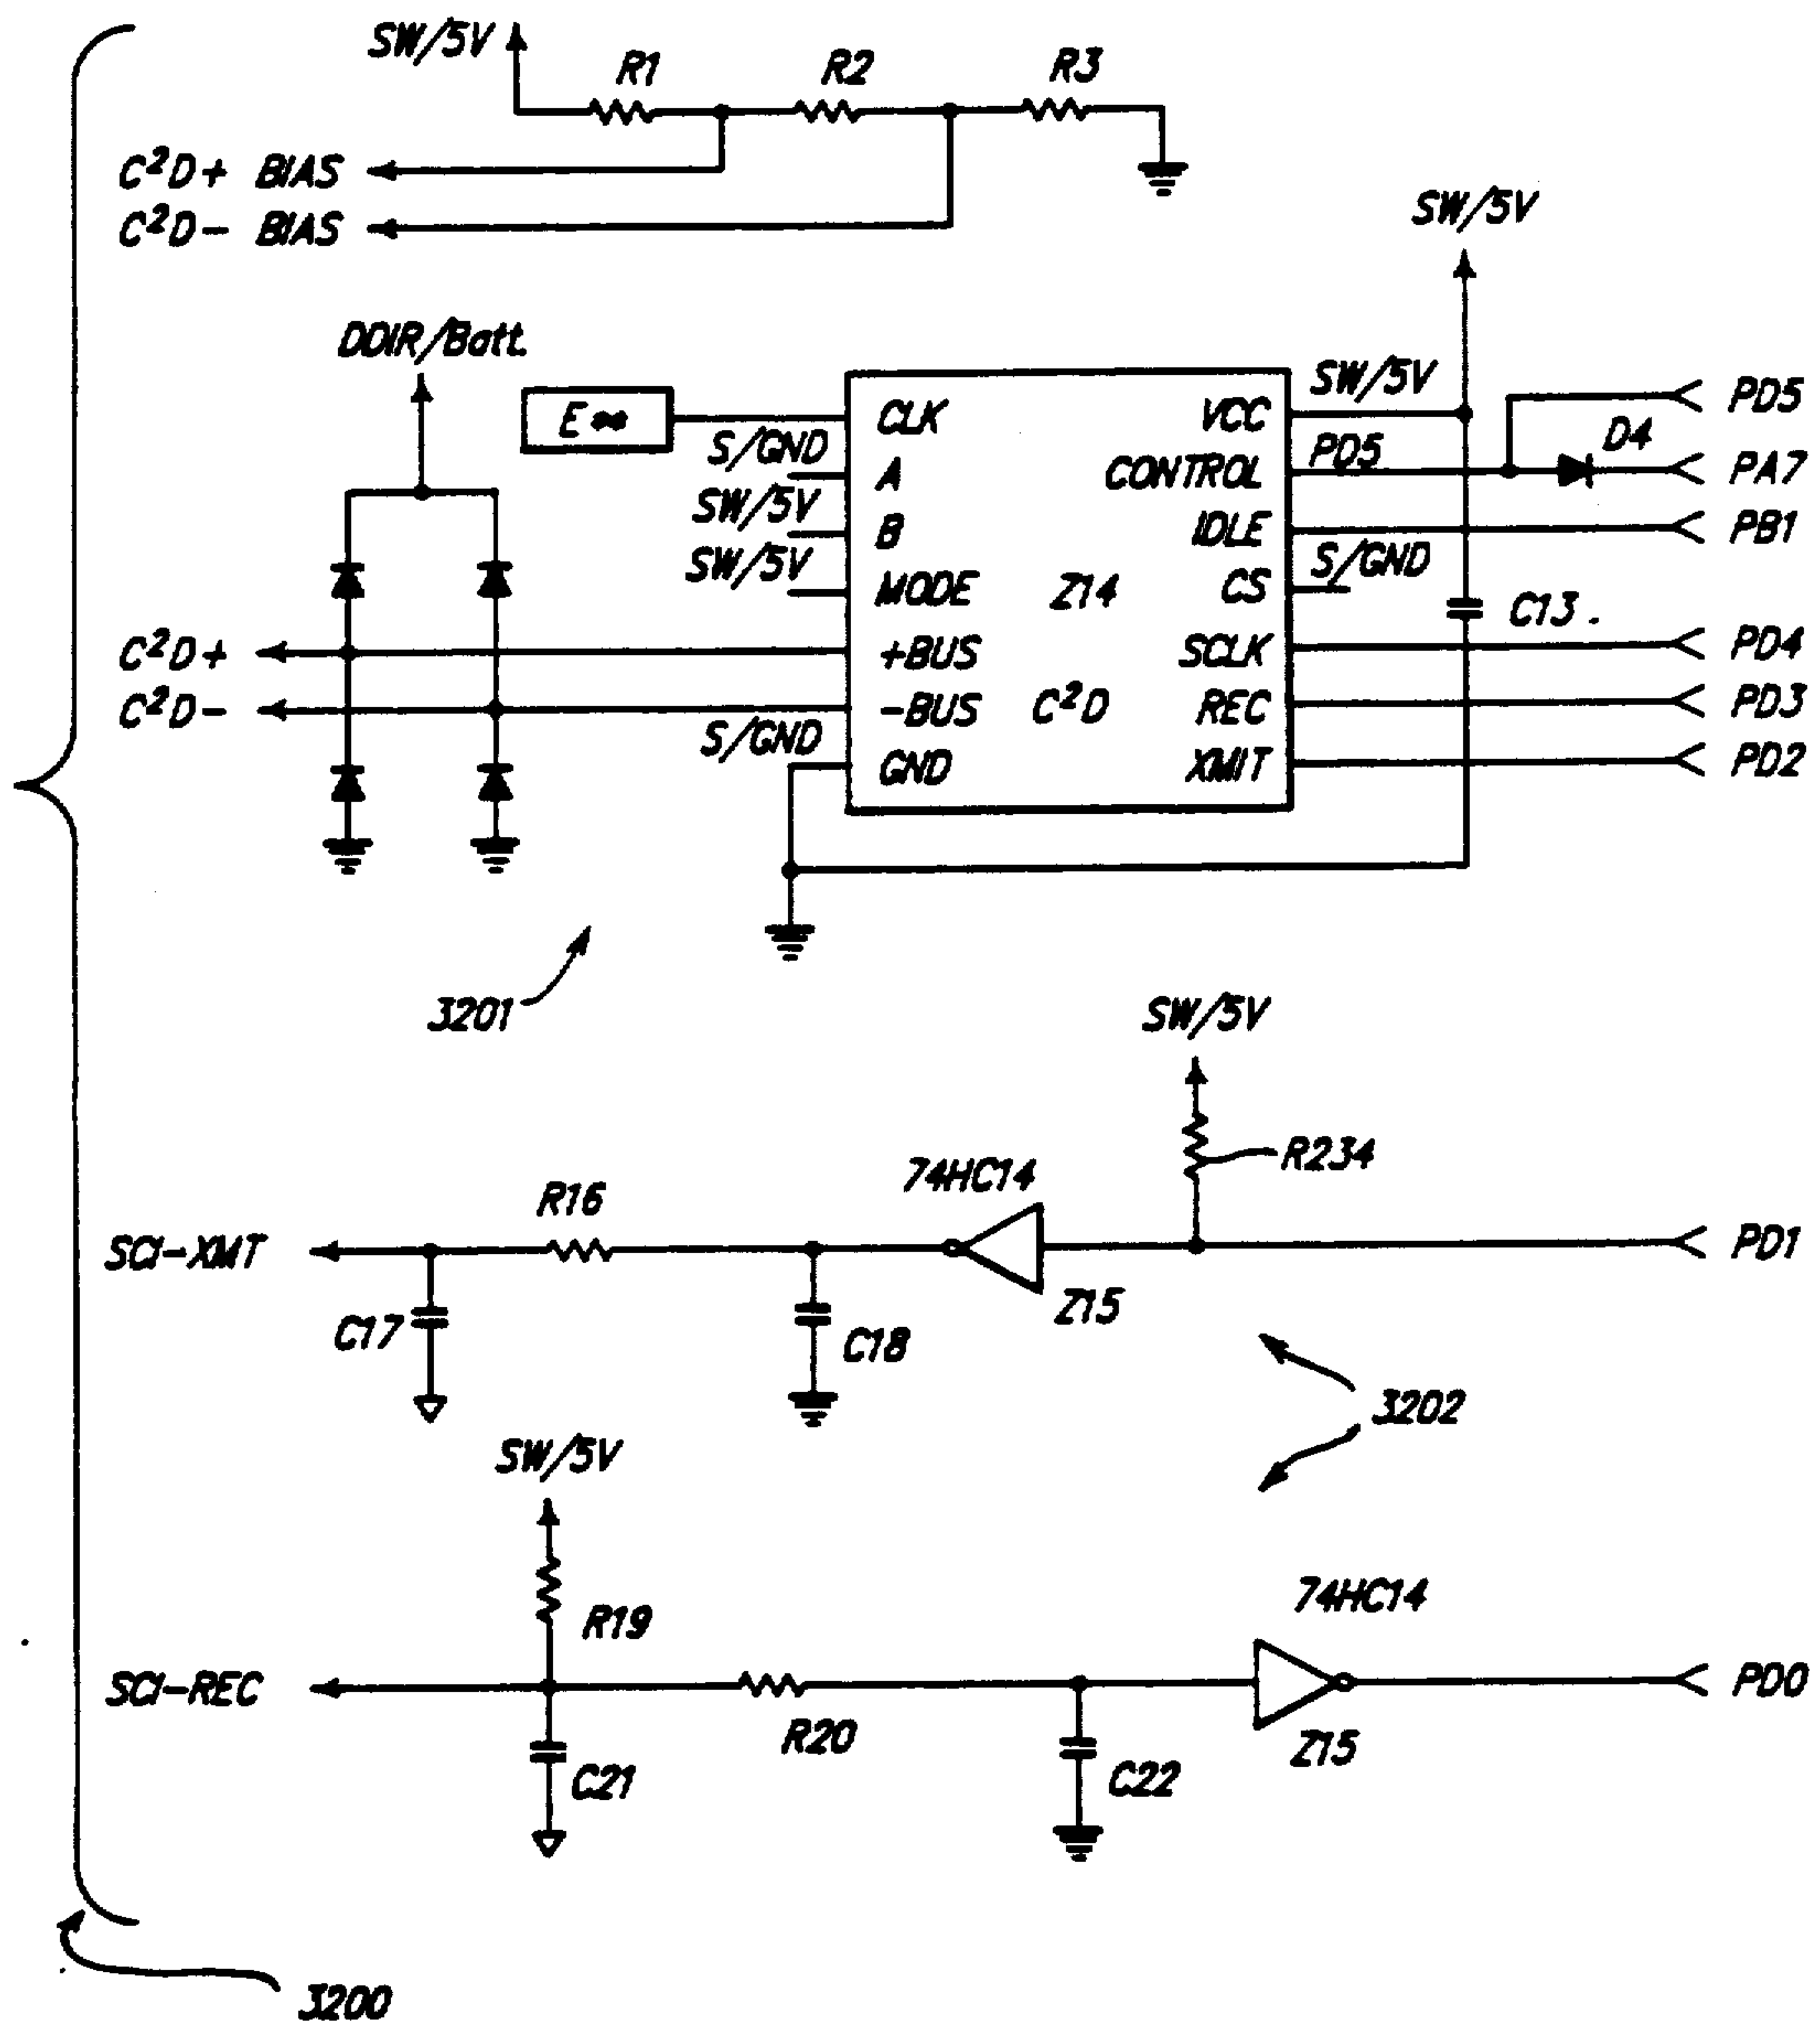 SW/5V
R1
R2
R3
C²D+ BIAS
C²D- BIAS
SW/5V
DDIR/Batt.
E**
S/GND
SW/5V
SW/5V
S/GND
CLK
A
B
MODE
+BUS
-BUS
GND
Z14
C²D
VCC
CONTROL
IDLE
CS
SCLK
REC
XMIT
SW/5V
PD5
S/GND
D4
C13
PD5
PA7
PB1
PD4
PD3
PD2
C²D+
C²D-
3201
SW/5V
R234
74HC14
R16
SCI-XMT
PD1
Z15
C17
C18
3202
SW/5V
R19
74HC14
SCI-REC
PD0
R20
Z15
C21
C22
3200